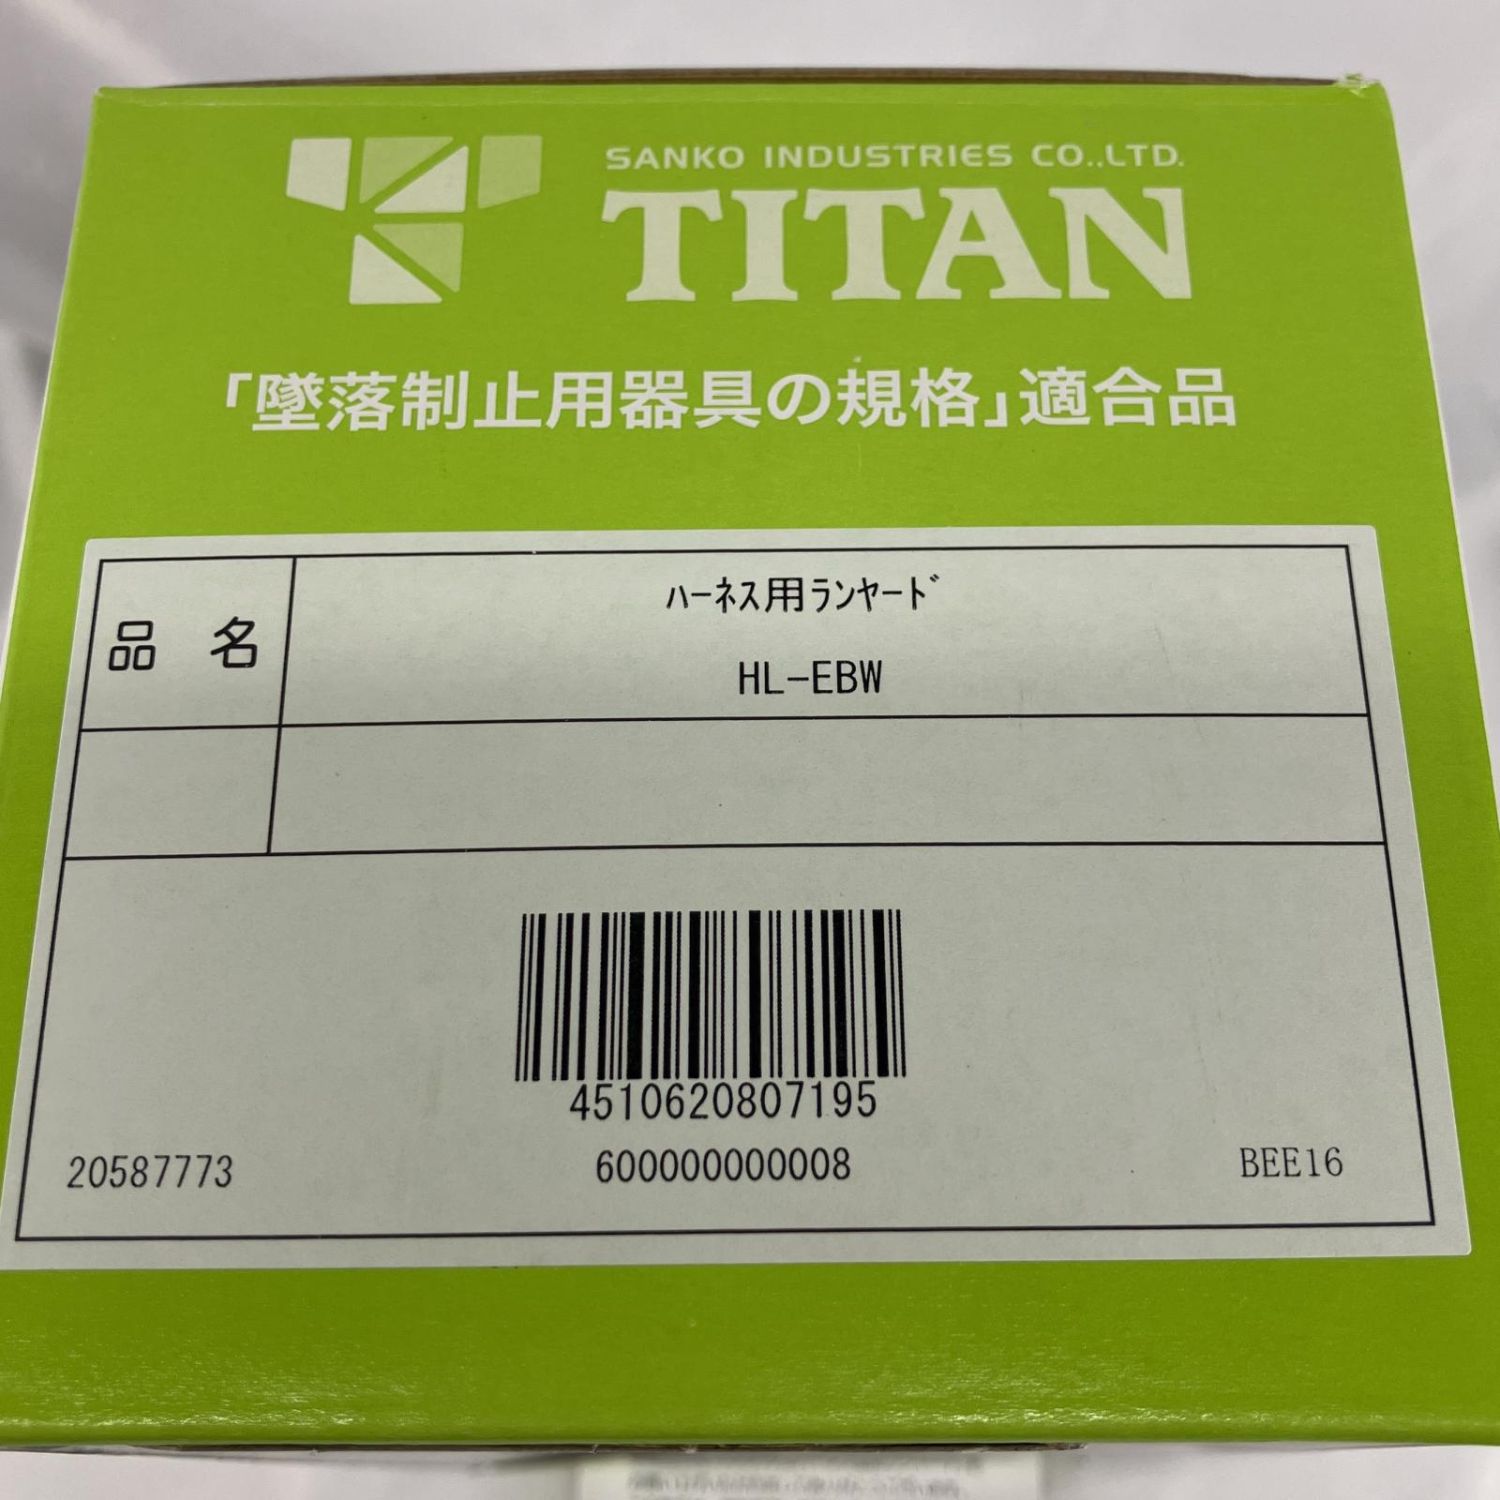 SANKO INDUSTRIES CO.,LTD.
TITAN
「墜落制止用器具の規格」適合品
品 名
ﾊｰﾈｽ用ﾗﾝﾔｰﾄﾞ
HL-EBW
4510620807195
20587773
600000000008
BEE16